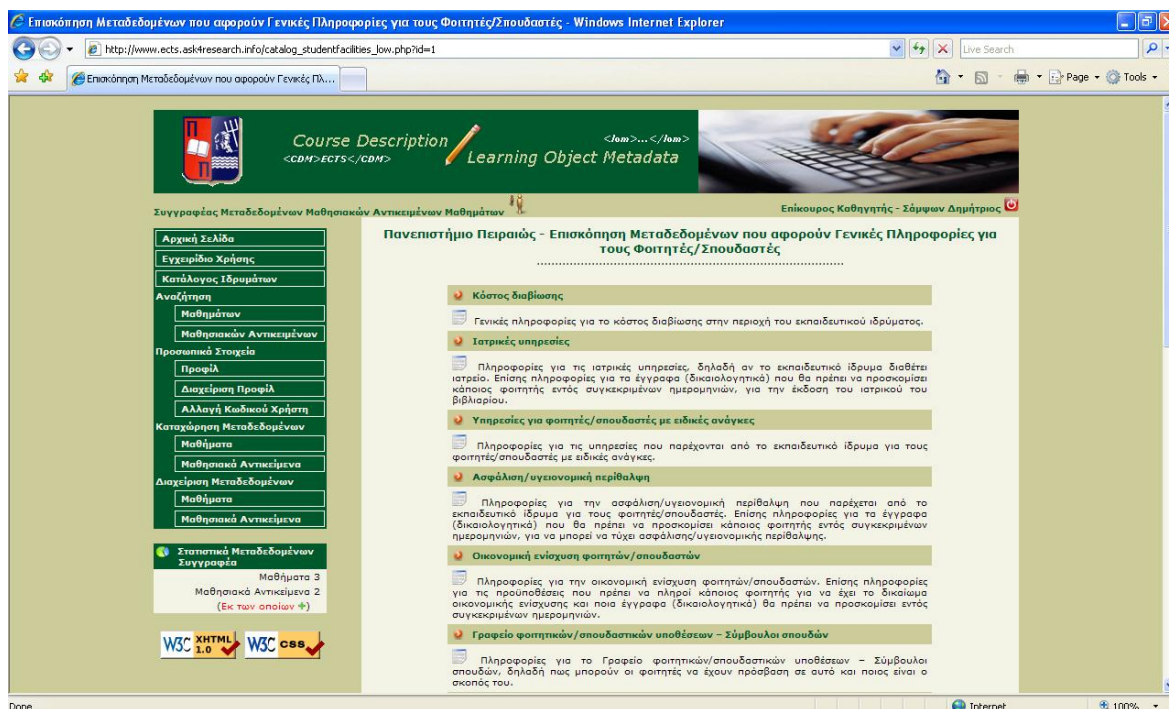 Επισκόπηση Μεταδεδομένων που αφορούν Γενικές Πληροφορίες για τους Φοιτητές/Σπουδαστές - Windows Internet Explorer
http://www.ects.ask4research.info/catalog_studentfacilities_low.php?id=1
Live Search
Επισκόπηση Μεταδεδομένων που αφορούν Γενικές Πλ...
Page
Tools
Course Description
<CDM>ECTS</CDM>
<lom>...</lom>
Learning Object Metadata
Συγγραφέας Μεταδεδομένων Μαθησιακών Αντικειμένων Μαθημάτων
Επίκουρος Καθηγητής - Σάμψων Δημήτριος
Αρχική Σελίδα
Εγχειρίδιο Χρήσης
Κατάλογος Ιδρυμάτων
Αναζήτηση
Μαθημάτων
Μαθησιακών Αντικειμένων
Προσωπικά Στοιχεία
Προφίλ
Διαχείριση Προφίλ
Αλλαγή Κωδικού Χρήστη
Καταχώρηση Μεταδεδομένων
Μαθήματα
Μαθησιακά Αντικείμενα
Διαχείριση Μεταδεδομένων
Μαθήματα
Μαθησιακά Αντικείμενα
Στατιστικά Μεταδεδομένων
Συγγραφέα
Μαθήματα 3
Μαθησιακά Αντικείμενα 2
(Εκ των οποίων +)
W3C XHTML 1.0
W3C css
Πανεπιστήμιο Πειραιώς - Επισκόπηση Μεταδεδομένων που αφορούν Γενικές Πληροφορίες για
τους Φοιτητές/Σπουδαστές
Κόστος διαβίωσης
Γενικές πληροφορίες για το κόστος διαβίωσης στην περιοχή του εκπαιδευτικού ιδρύματος.
Ιατρικές υπηρεσίες
Πληροφορίες για τις ιατρικές υπηρεσίες, δηλαδή αν το εκπαιδευτικό ίδρυμα διαθέτει
ιατρείο. Επίσης πληροφορίες για τα έγγραφα (δικαιολογητικά) που θα πρέπει να προσκομίσει
κάποιος φοιτητής εντός συγκεκριμένων ημερομηνιών, για την έκδοση του ιατρικού του
βιβλιαρίου.
Υπηρεσίες για φοιτητές/σπουδαστές με ειδικές ανάγκες
Πληροφορίες για τις υπηρεσίες που παρέχονται από το εκπαιδευτικό ίδρυμα για τους
φοιτητές/σπουδαστές με ειδικές ανάγκες.
Ασφάλιση/υγειονομική περίθαλψη
Πληροφορίες για την ασφάλιση/υγειονομική περίθαλψη που παρέχεται από το
εκπαιδευτικό ίδρυμα για τους φοιτητές/σπουδαστές. Επίσης πληροφορίες για τα έγγραφα
(δικαιολογητικά) που θα πρέπει να προσκομίσει κάποιος φοιτητής εντός συγκεκριμένων
ημερομηνιών, για να μπορεί να τύχει ασφάλισης/υγειονομικής περίθαλψης.
Οικονομική ενίσχυση φοιτητών/σπουδαστών
Πληροφορίες για την οικονομική ενίσχυση φοιτητών/σπουδαστών. Επίσης πληροφορίες
για τις προϋποθέσεις που πρέπει να πληροί κάποιος φοιτητής για να έχει το δικαίωμα
οικονομικής ενίσχυσης και ποια έγγραφα (δικαιολογητικά) θα πρέπει να προσκομίσει εντός
συγκεκριμένων ημερομηνιών.
Γραφείο φοιτητικών/σπουδαστικών υποθέσεων – Σύμβουλοι σπουδών
Πληροφορίες για το Γραφείο φοιτητικών/σπουδαστικών υποθέσεων – Σύμβουλοι
σπουδών, δηλαδή πως μπορούν οι φοιτητές να έχουν πρόσβαση σε αυτό και ποιος είναι ο
σκοπός του.
Done
Internet
100%